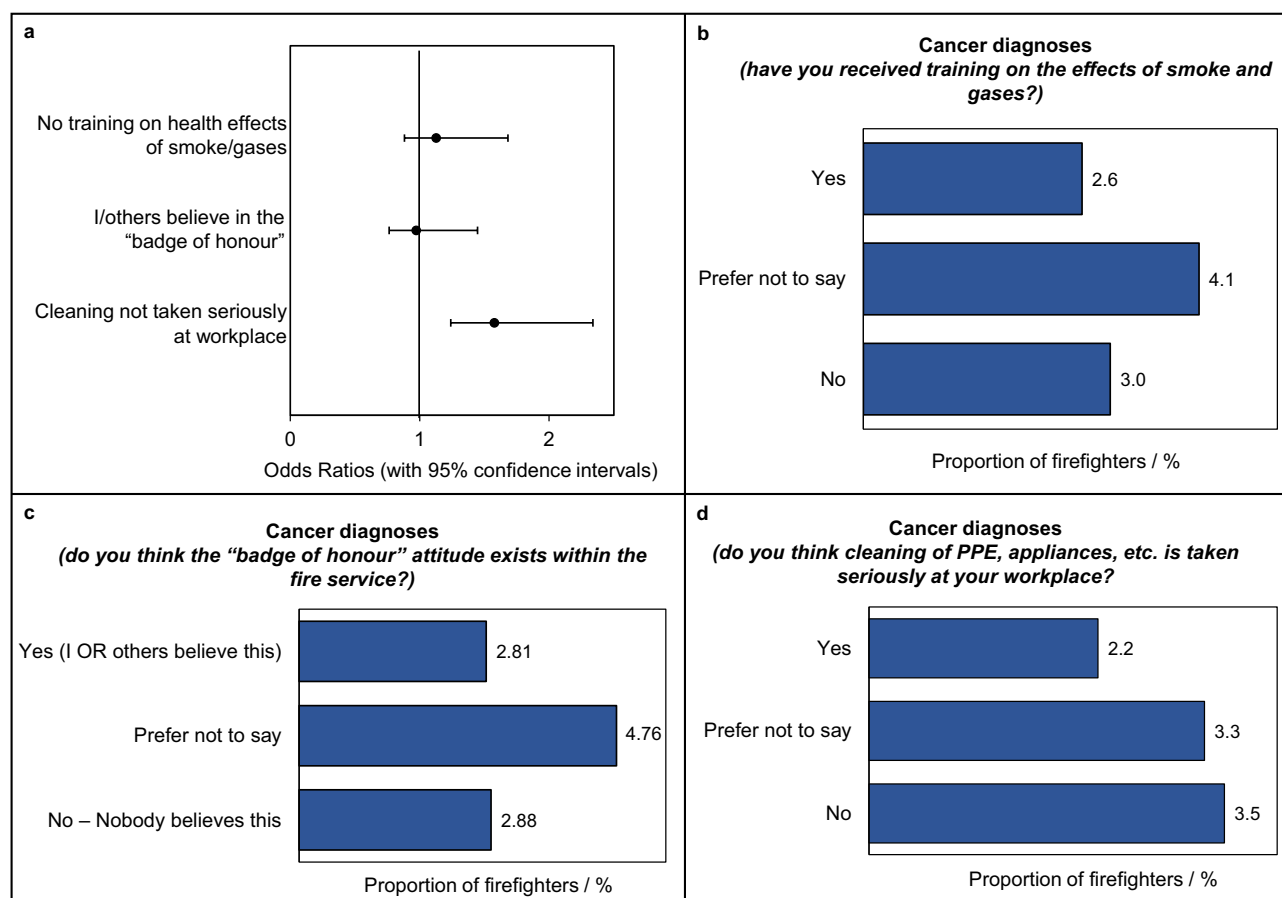 a
No training on health effects
of smoke/gases
I/others believe in the
“badge of honour”
Cleaning not taken seriously
at workplace
0 1 2
Odds Ratios (with 95% confidence intervals)
b
Cancer diagnoses
(have you received training on the effects of smoke and
gases?)
Yes 2.6
Prefer not to say 4.1
No 3.0
Proportion of firefighters / %
c
Cancer diagnoses
(do you think the “badge of honour” attitude exists within the
fire service?)
Yes (I OR others believe this) 2.81
Prefer not to say 4.76
No – Nobody believes this 2.88
Proportion of firefighters / %
d
Cancer diagnoses
(do you think cleaning of PPE, appliances, etc. is taken
seriously at your workplace?
Yes 2.2
Prefer not to say 3.3
No 3.5
Proportion of firefighters / %